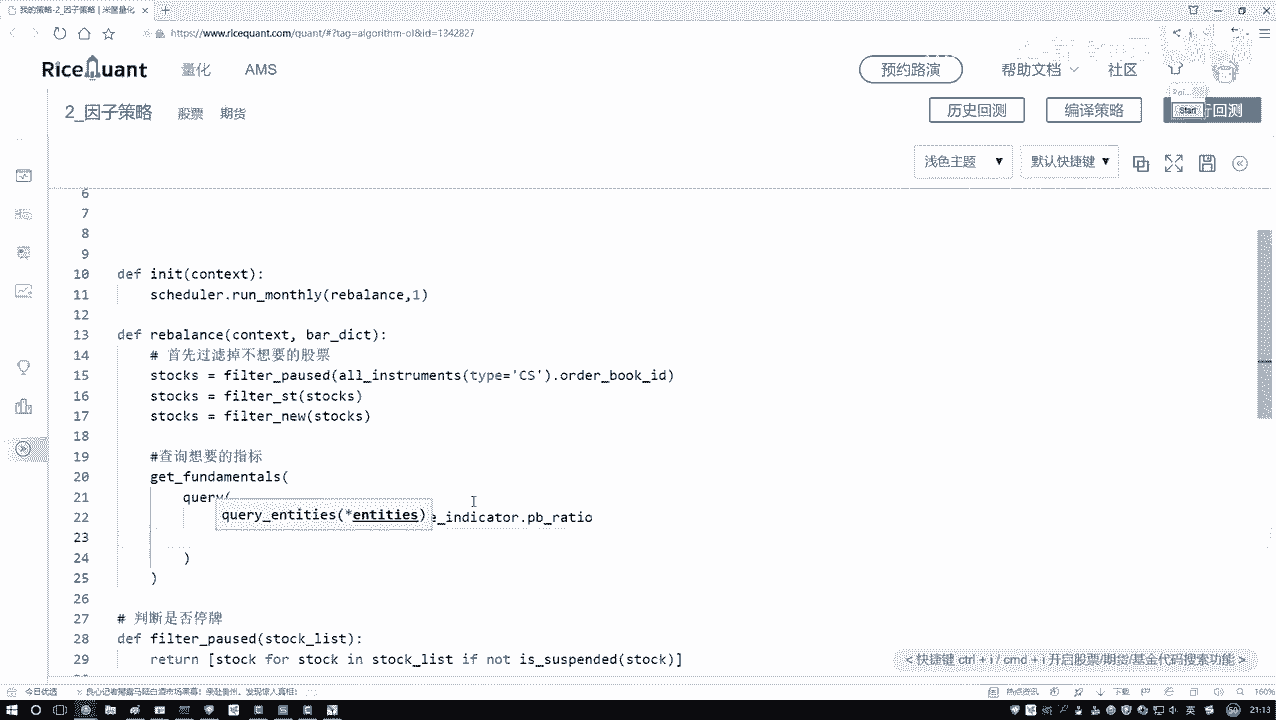 我的策略-2_因子策略 | 米筐量化
https://www.ricequant.com/quant/#?tag=algorithm-ol&id=1342827
RiceQuant 量化 AMS 预约路演 帮助文档 社区
2_因子策略 股票 期货 历史回测 编译策略 Start 回测
浅色主题 默认快捷键
6
7
8
9
10 def init(context):
11 scheduler.run_monthly(rebalance,1)
12
13 def rebalance(context, bar_dict):
14 # 首先过滤掉不想要的股票
15 stocks = filter_paused(all_instruments(type='CS').order_book_id)
16 stocks = filter_st(stocks)
17 stocks = filter_new(stocks)
18
19 #查询想要的指标
20 get_fundamentals(
21 query(
22 query_entities(*entities) e_indicator.pb_ratio
23
24 )
25 )
26
27 # 判断是否停牌
28 def filter_paused(stock_list):
29 return [stock for stock in stock_list if not is_suspended(stock)]
<快捷键 ctrl + i / cmd + i 开启股票/期货/基金代码搜索功能 >
今日优选 热点资讯 下载 160%
英 21:13